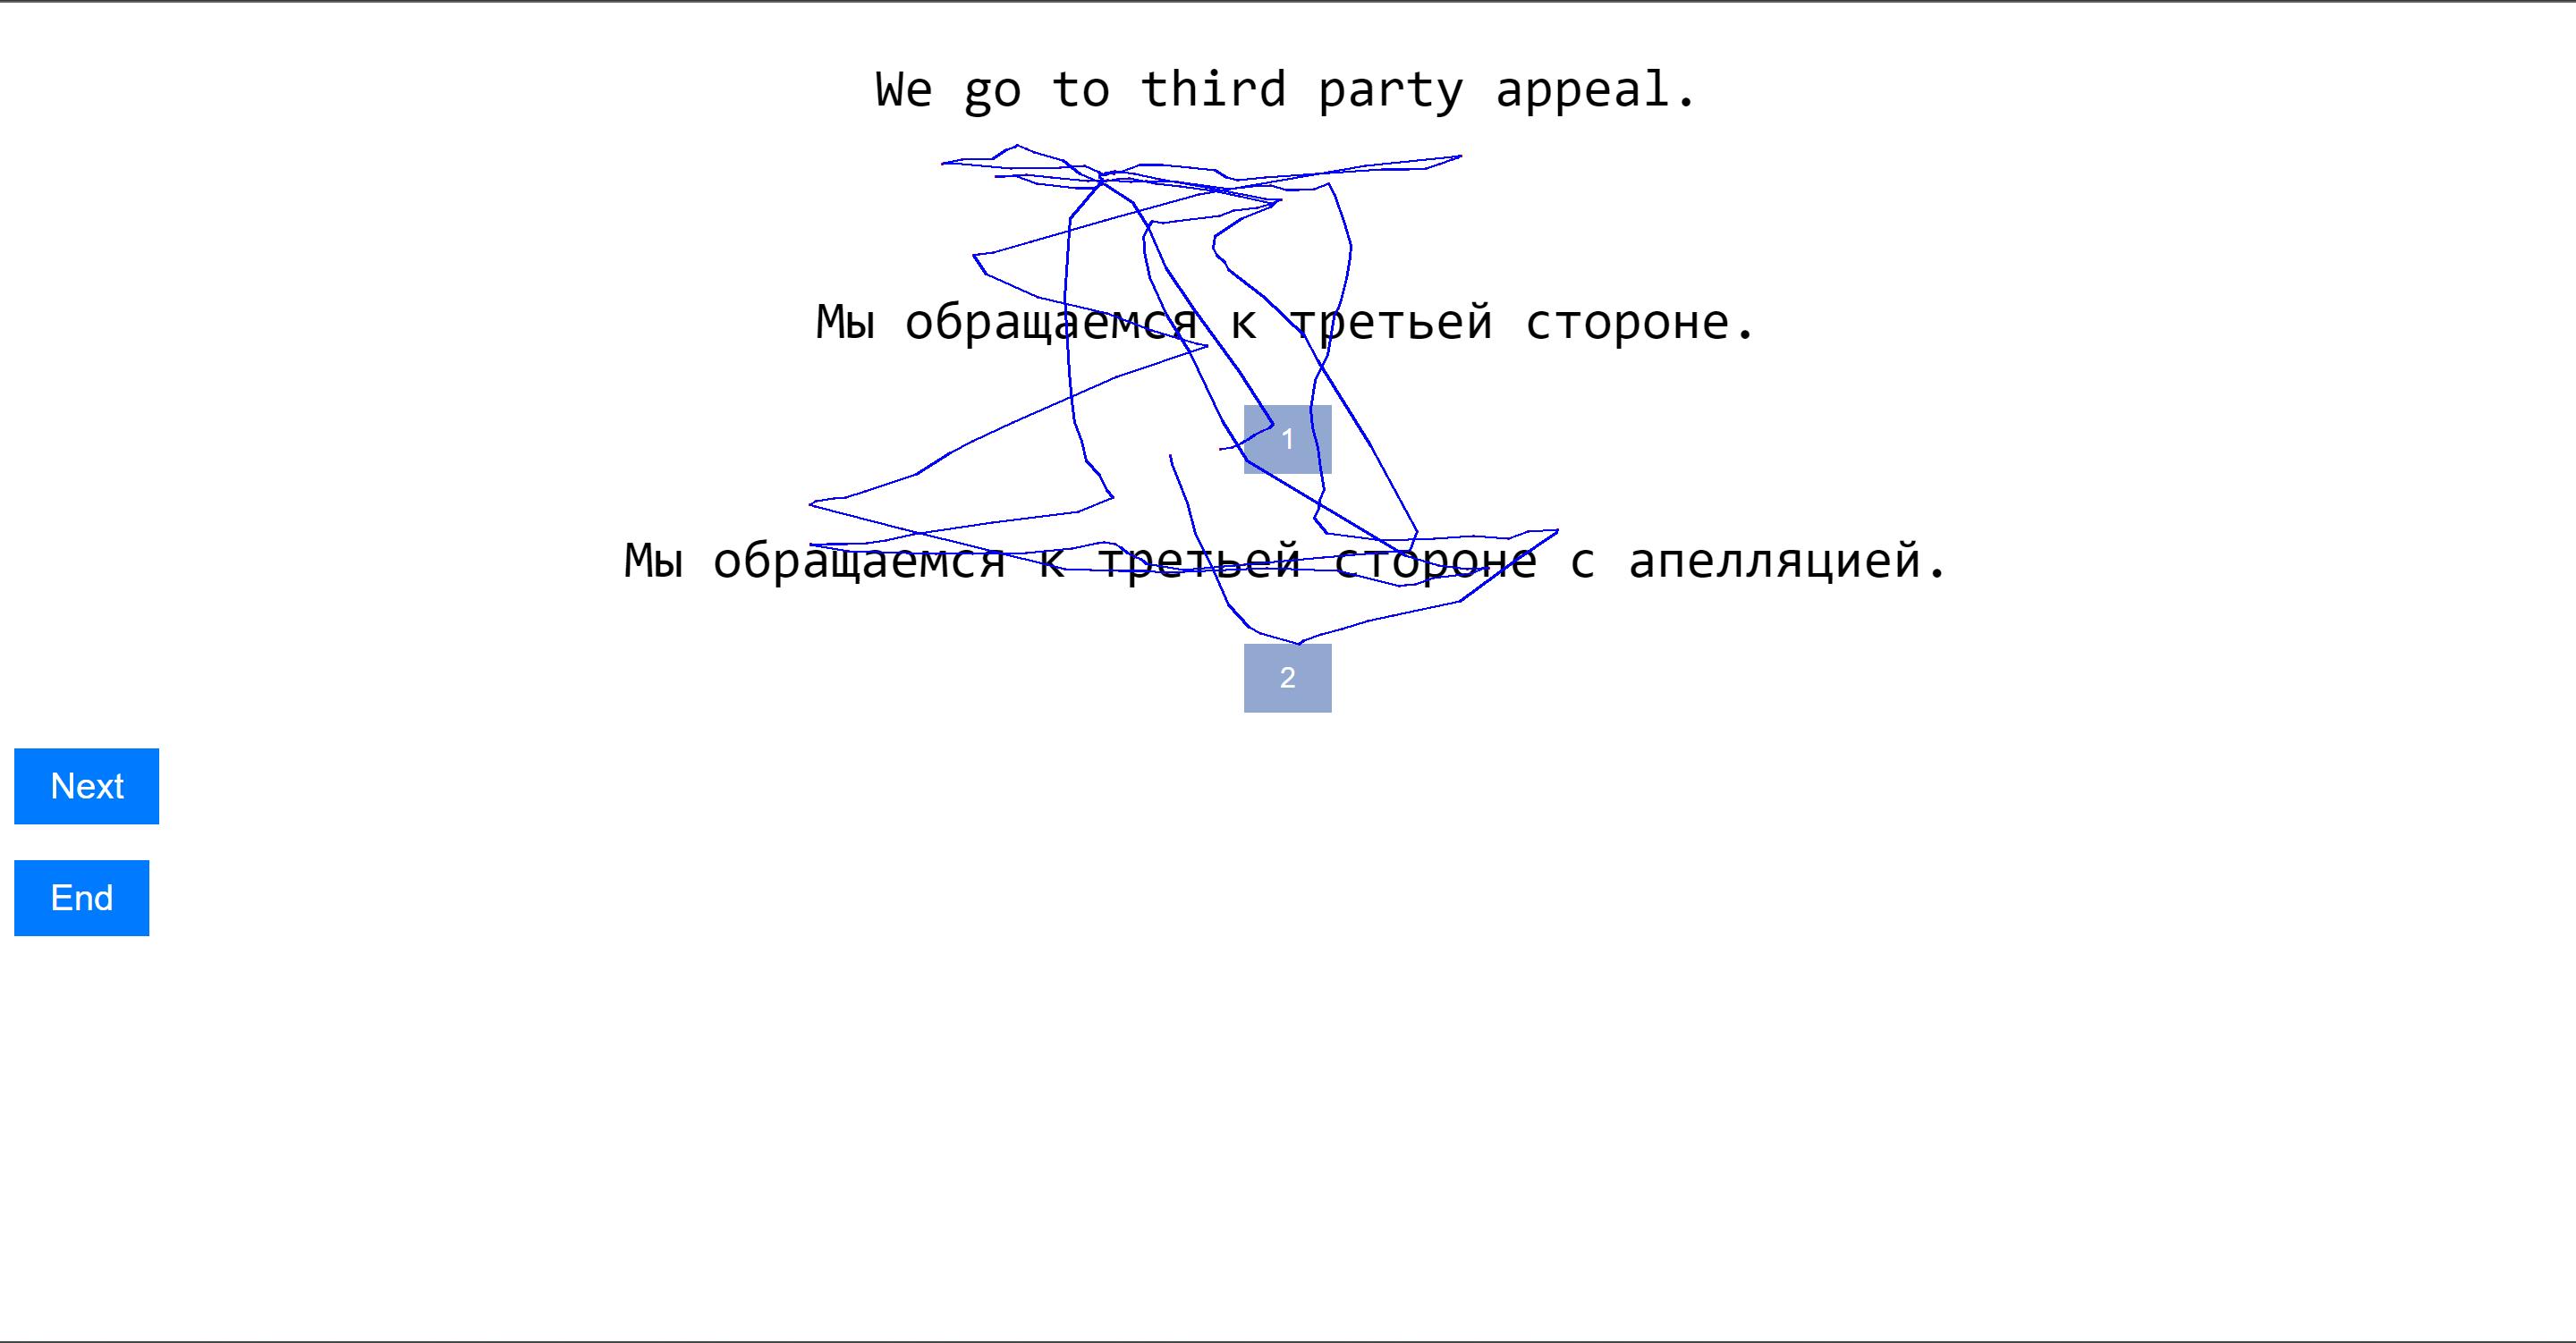 We go to third party appeal.
Мы обращаемся к третьей стороне.
1
Мы обращаемся к третьей стороне с апелляцией.
2
Next
End